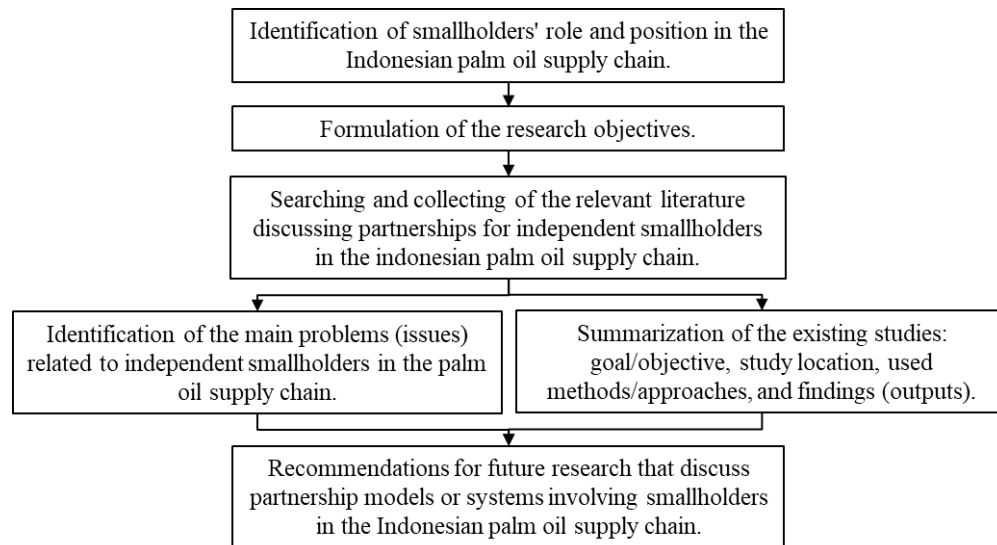 Identification of smallholders' role and position in the
Indonesian palm oil supply chain.
Formulation of the research objectives.
Searching and collecting of the relevant literature
discussing partnerships for independent smallholders
in the indonesian palm oil supply chain.
Identification of the main problems (issues)
related to independent smallholders in the palm
oil supply chain.
Summarization of the existing studies:
goal/objective, study location, used
methods/approaches, and findings (outputs).
Recommendations for future research that discuss
partnership models or systems involving smallholders
in the Indonesian palm oil supply chain.